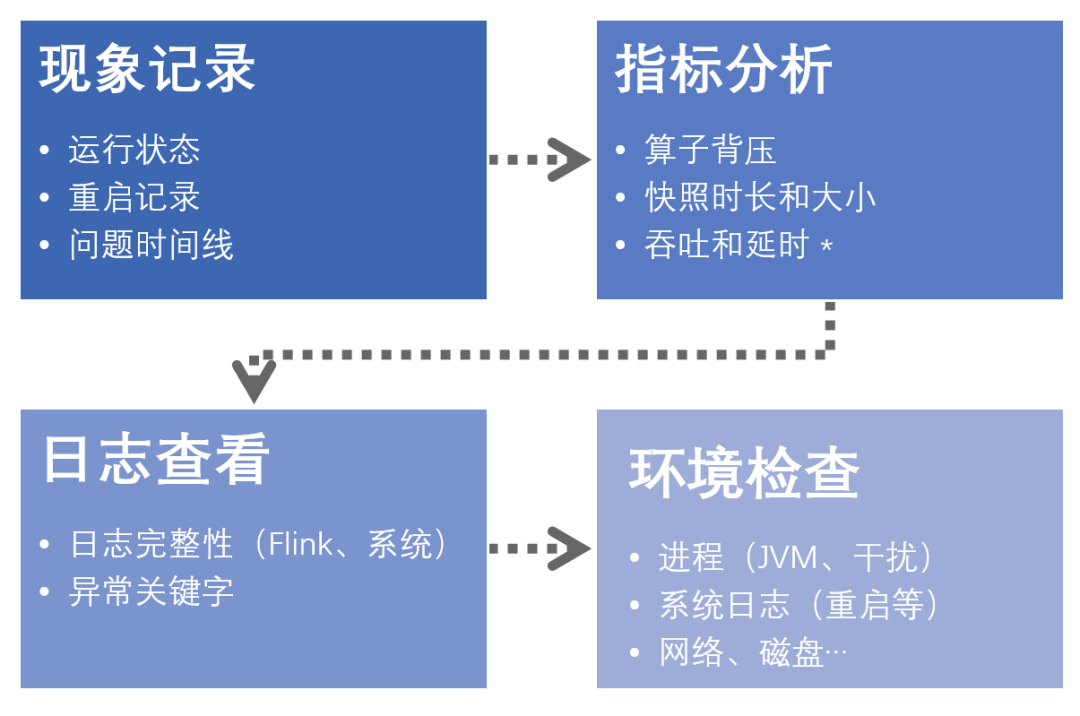 现象记录
• 运行状态
• 重启记录
• 问题时间线
指标分析
• 算子背压
• 快照时长和大小
• 吞吐和延时 *
日志查看
• 日志完整性（Flink、系统）
• 异常关键字
环境检查
• 进程（JVM、干扰）
• 系统日志（重启等）
• 网络、磁盘…